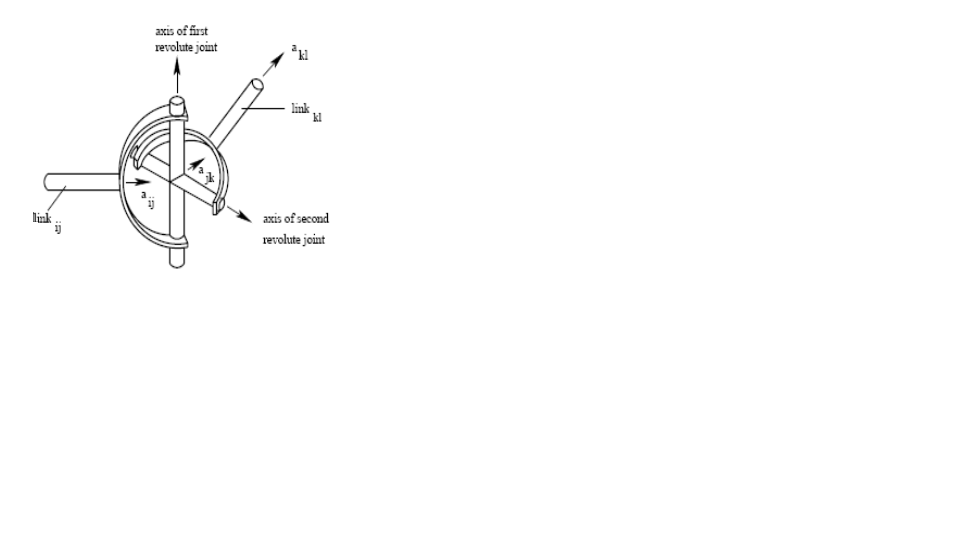 axis of first
revolute joint
a kl
link kl
a jk
a ij
link ij
axis of second
revolute joint